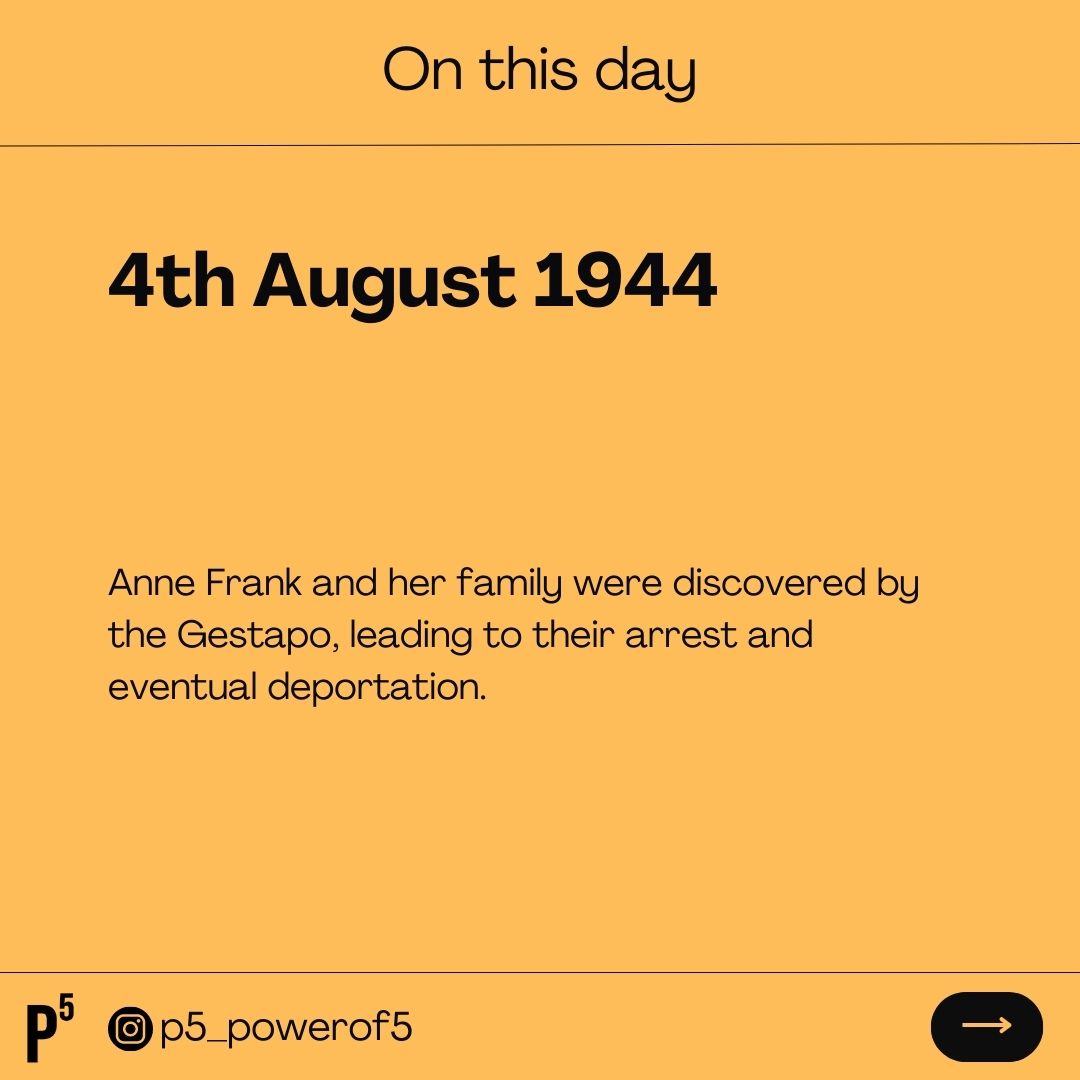 On this day
4th August 1944
Anne Frank and her family were discovered by
the Gestapo, leading to their arrest and
eventual deportation.
P⁵ p5_powerof5